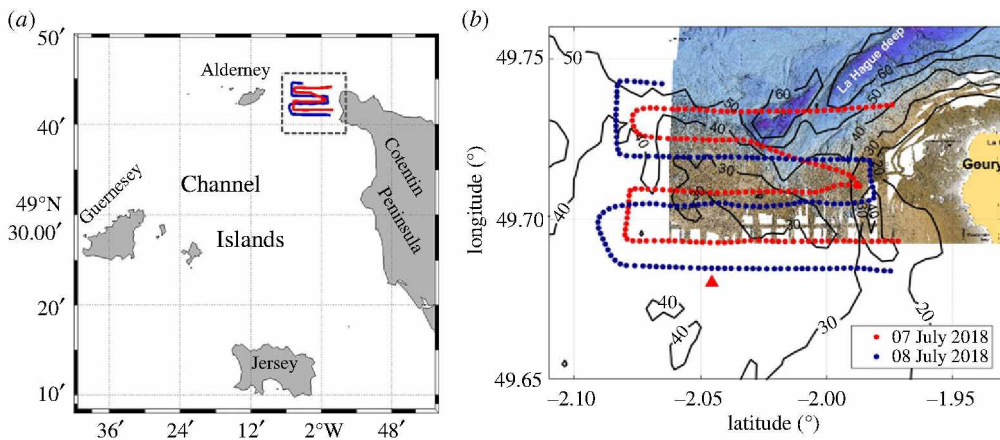 (a)
50′
40′
49°N
30.00′
20′
10′
36′
24′
12′
2°W
48′
Alderney
Guernesey
Channel
Islands
Jersey
Cotentin
Peninsula
(b)
longitude (°)
49.75
49.70
49.65
−2.10
−2.05
−2.00
−1.95
latitude (°)
La Hague deep
Goury
50
40
40
50
40
30
60
60
50
40
30
30
40
30
20
30
40
40
07 July 2018
08 July 2018